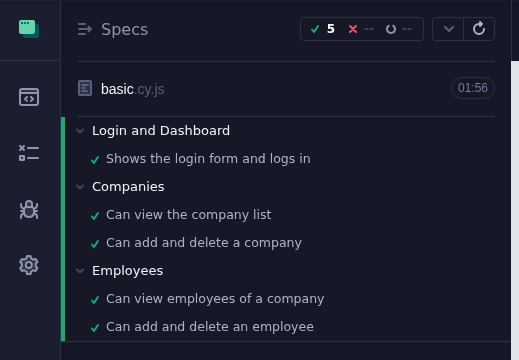 Specs
5 -- --
basic.cy.js
01:56
Login and Dashboard
Shows the login form and logs in
Companies
Can view the company list
Can add and delete a company
Employees
Can view employees of a company
Can add and delete an employee